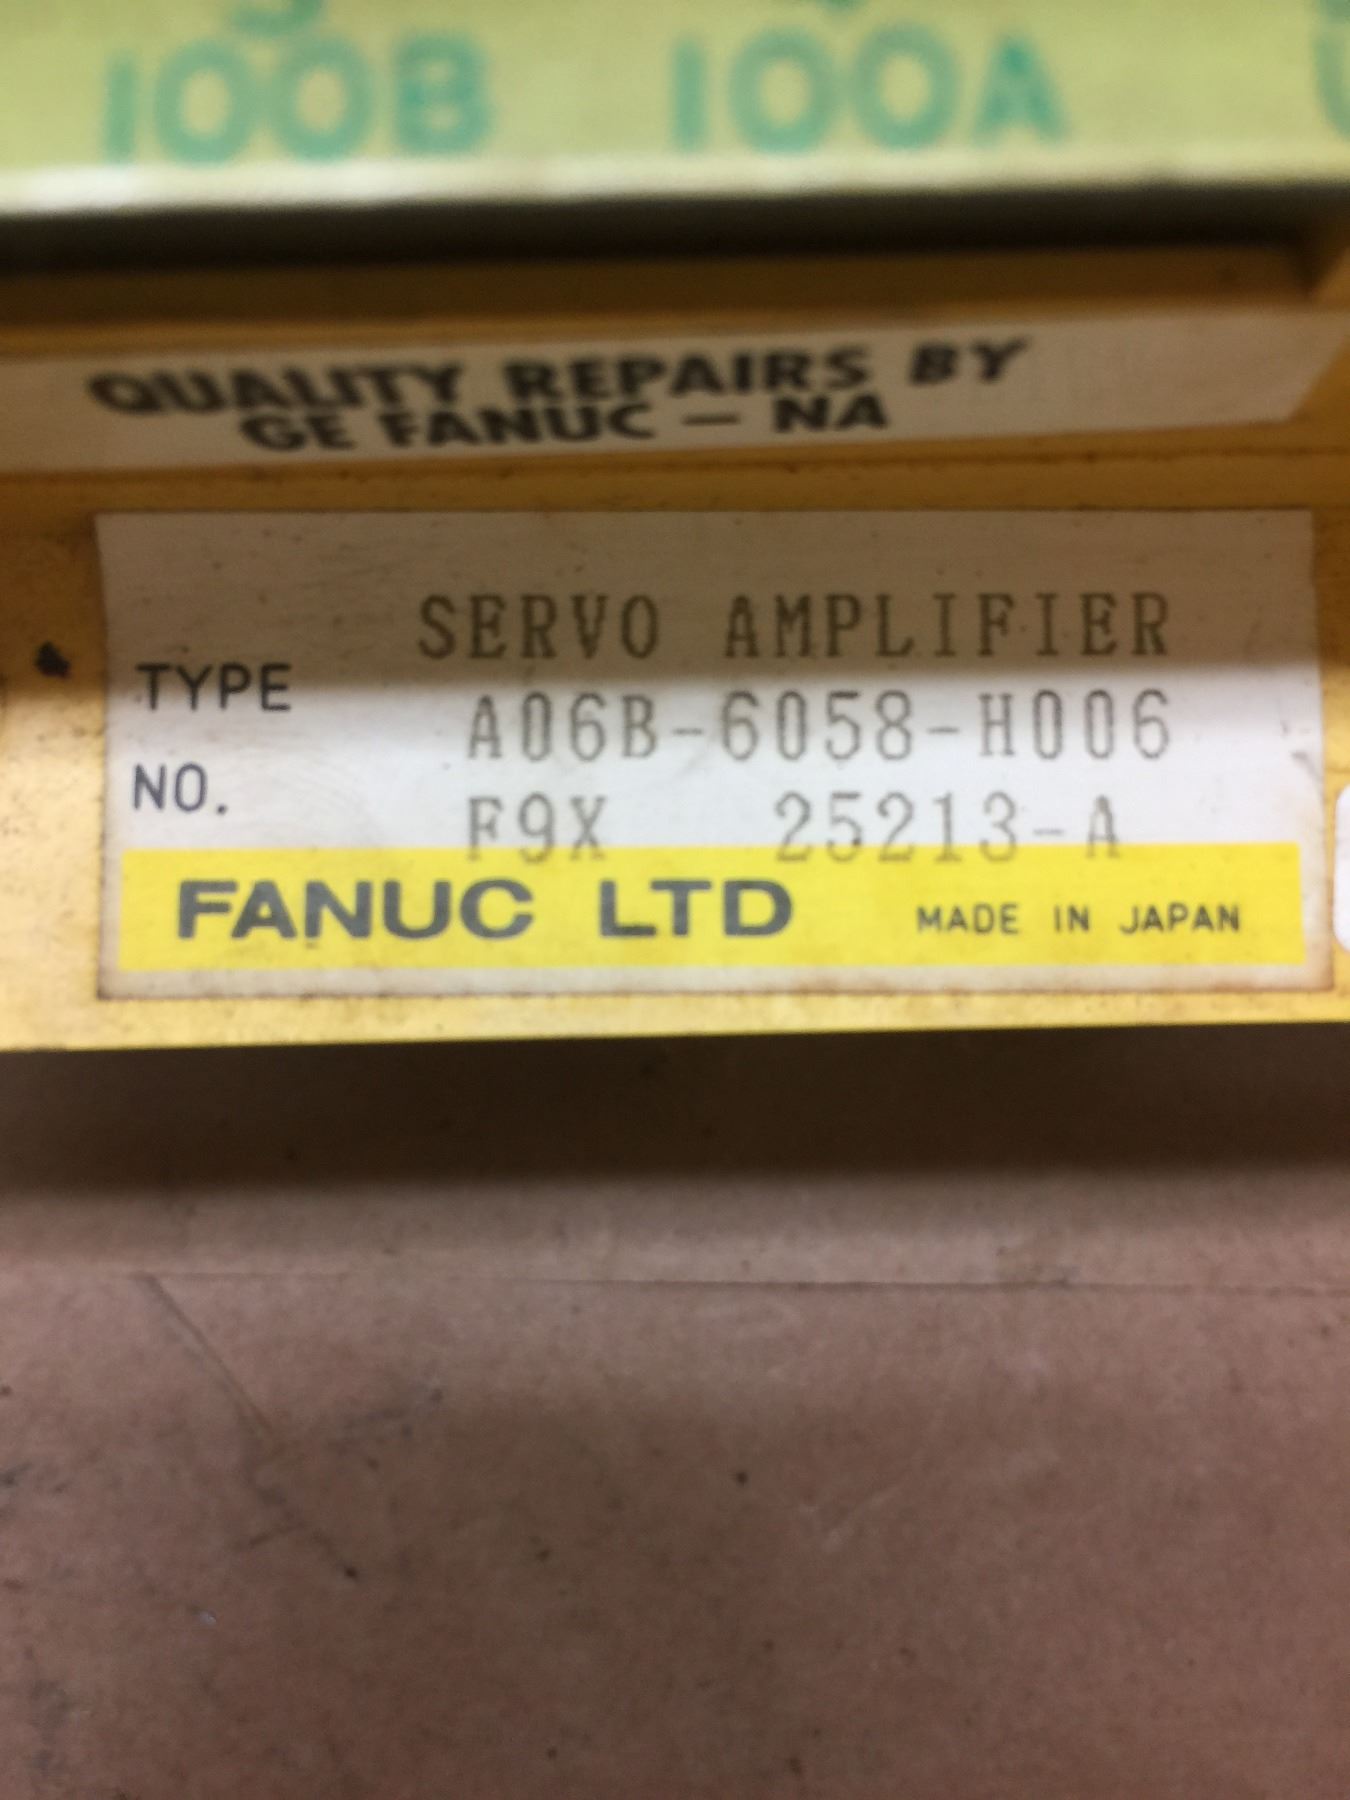 100B 100A
QUALITY REPAIRS BY
GE FANUC - NA
SERVO AMPLIFIER
TYPE A06B-6058-H006
NO. F9X 25213-A
FANUC LTD MADE IN JAPAN